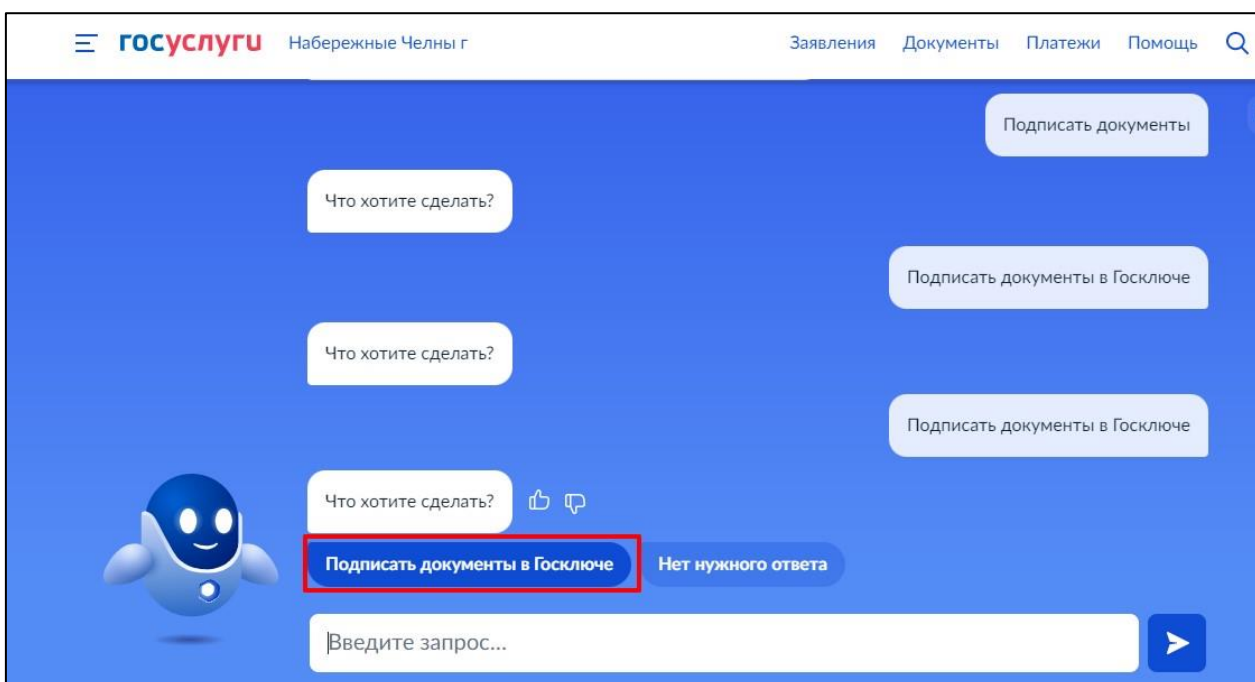 госуслуги Набережные Челны г Заявления Документы Платежи Помощь
Подписать документы
Что хотите сделать?
Подписать документы в Госключе
Что хотите сделать?
Подписать документы в Госключе
Что хотите сделать?
Подписать документы в Госключе Нет нужного ответа
Введите запрос...